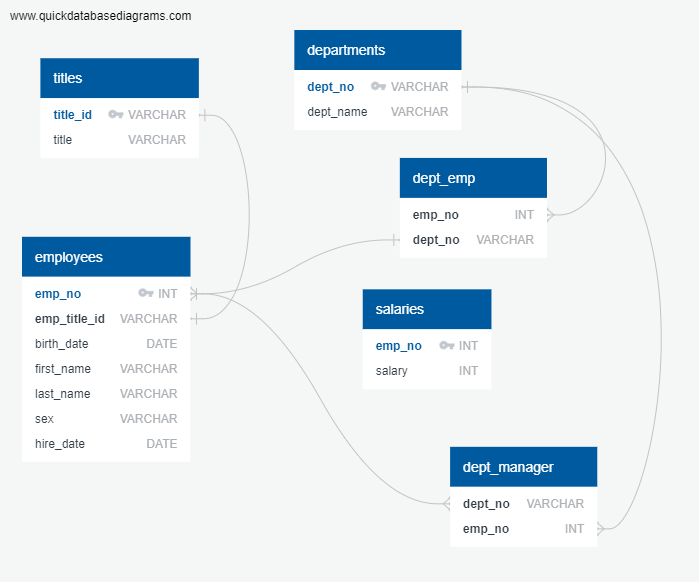 www.quickdatabasediagrams.com
titles
title_id VARCHAR
title VARCHAR
departments
dept_no VARCHAR
dept_name VARCHAR
dept_emp
emp_no INT
dept_no VARCHAR
employees
emp_no INT
emp_title_id VARCHAR
birth_date DATE
first_name VARCHAR
last_name VARCHAR
sex VARCHAR
hire_date DATE
salaries
emp_no INT
salary INT
dept_manager
dept_no VARCHAR
emp_no INT